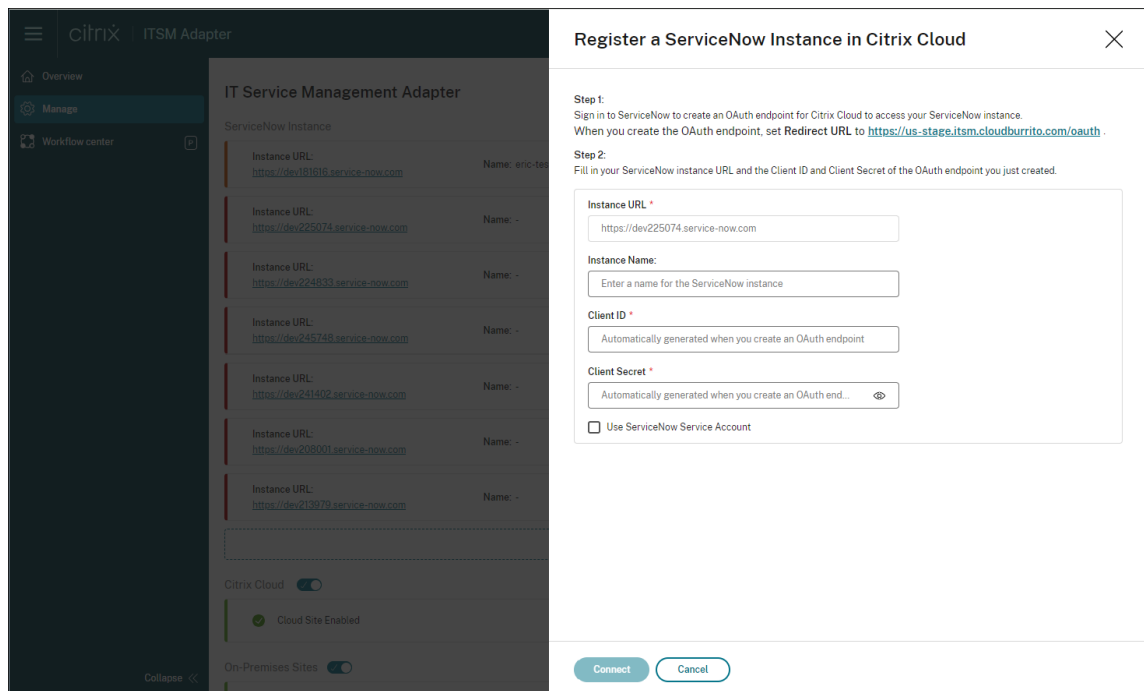 citrix ITSM Adapter
Overview
Manage
Workflow center P
Collapse
IT Service Management Adapter
ServiceNow Instance
Instance URL:
https://dev181616.service-now.com
Name: eric-tes
Instance URL:
https://dev225074.service-now.com
Name: -
Instance URL:
https://dev224833.service-now.com
Name: -
Instance URL:
https://dev245748.service-now.com
Name: -
Instance URL:
https://dev241402.service-now.com
Name: -
Instance URL:
https://dev208001.service-now.com
Name: -
Instance URL:
https://dev213979.service-now.com
Name: -
Citrix Cloud
Cloud Site Enabled
On-Premises Sites
Register a ServiceNow Instance in Citrix Cloud
Step 1:
Sign in to ServiceNow to create an OAuth endpoint for Citrix Cloud to access your ServiceNow instance.
When you create the OAuth endpoint, set Redirect URL to https://us-stage.itsm.cloudburrito.com/oauth .
Step 2:
Fill in your ServiceNow instance URL and the Client ID and Client Secret of the OAuth endpoint you just created.
Instance URL *
https://dev225074.service-now.com
Instance Name:
Enter a name for the ServiceNow instance
Client ID *
Automatically generated when you create an OAuth endpoint
Client Secret *
Automatically generated when you create an OAuth end...
Use ServiceNow Service Account
Connect
Cancel